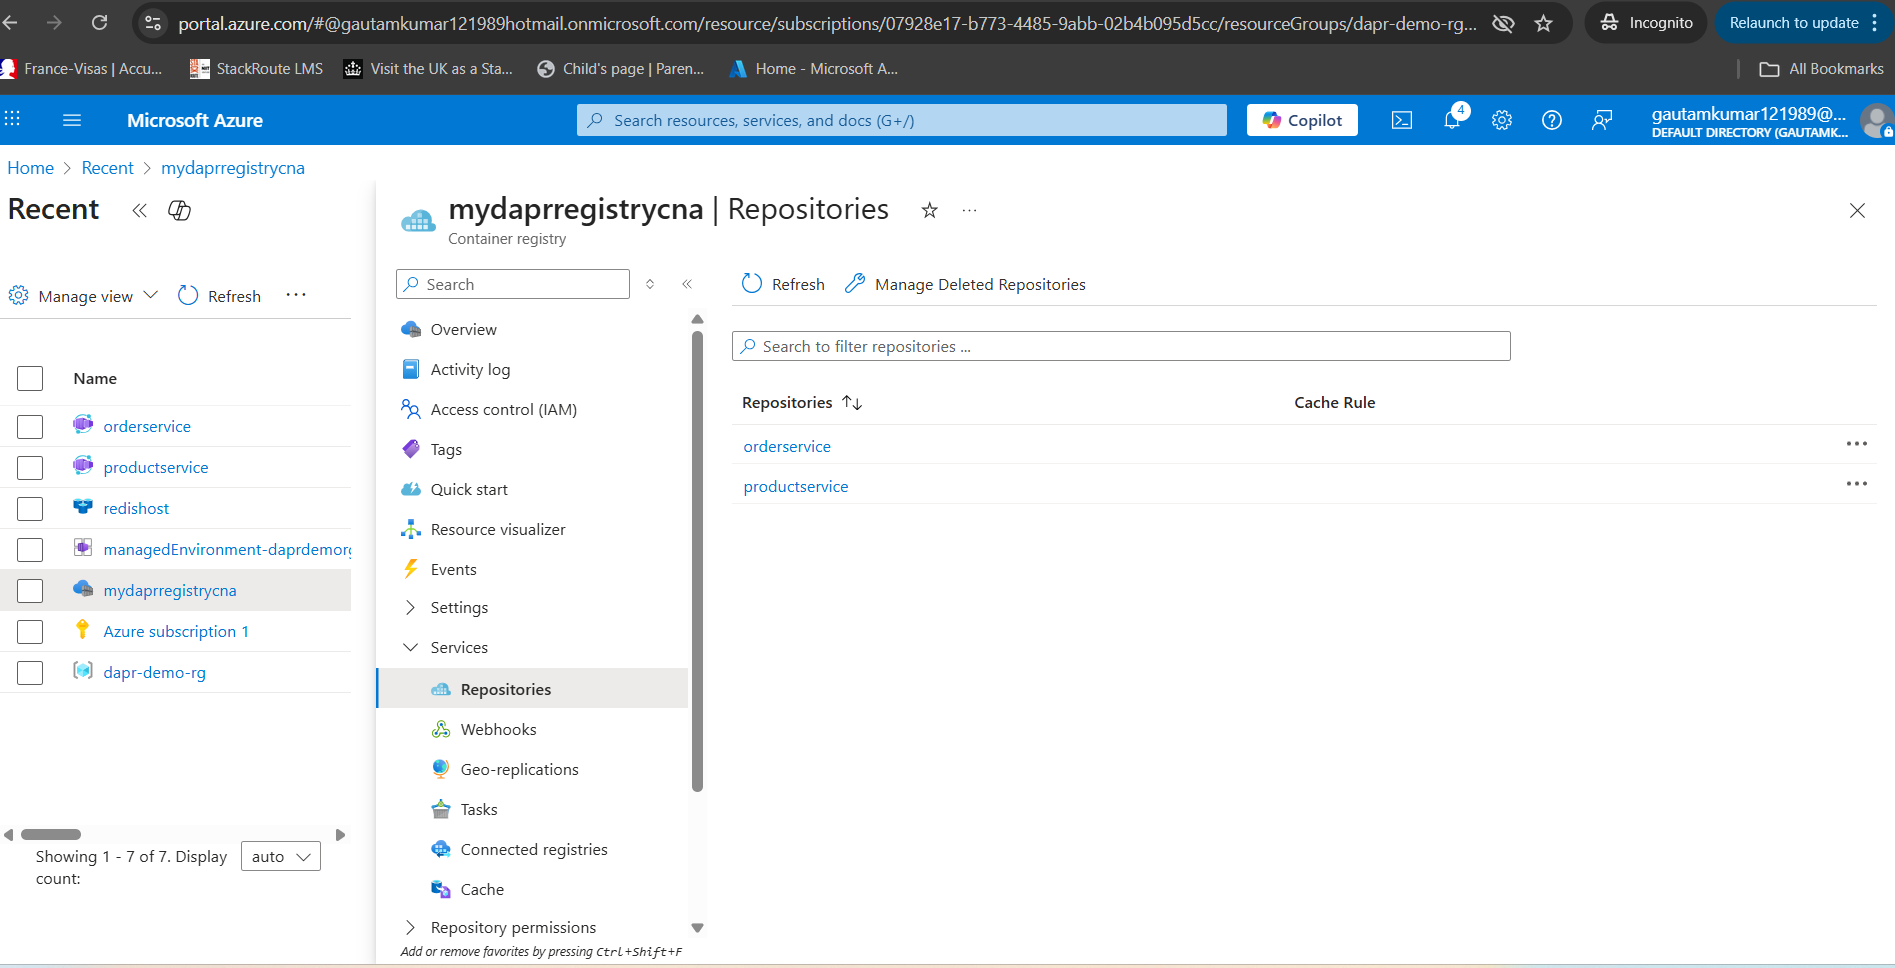 portal.azure.com/#@gautamkumar121989hotmail.onmicrosoft.com/resource/subscriptions/07928e17-b773-4485-9abb-02b4b095d5cc/resourceGroups/dapr-demo-rg...
Incognito
Relaunch to update
France-Visas | Accu...
StackRoute LMS
Visit the UK as a Sta...
Child's page | Paren...
Home - Microsoft A...
All Bookmarks
Microsoft Azure
Search resources, services, and docs (G+/)
Copilot
4
gautamkumar121989@...
DEFAULT DIRECTORY (GAUTAMK...
Home > Recent > mydaprregistrycna
Recent
Manage view
Refresh
...
Name
orderservice
productservice
redishost
managedEnvironment-daprdemorg
mydaprregistrycna
Azure subscription 1
dapr-demo-rg
Showing 1 - 7 of 7. Display
count:
auto
mydaprregistrycna | Repositories
...
Container registry
Search
Overview
Activity log
Access control (IAM)
Tags
Quick start
Resource visualizer
Events
Settings
Services
Repositories
Webhooks
Geo-replications
Tasks
Connected registries
Cache
Repository permissions
Add or remove favorites by pressing Ctrl+Shift+F
Refresh
Manage Deleted Repositories
Search to filter repositories ...
Repositories
Cache Rule
orderservice
...
productservice
...